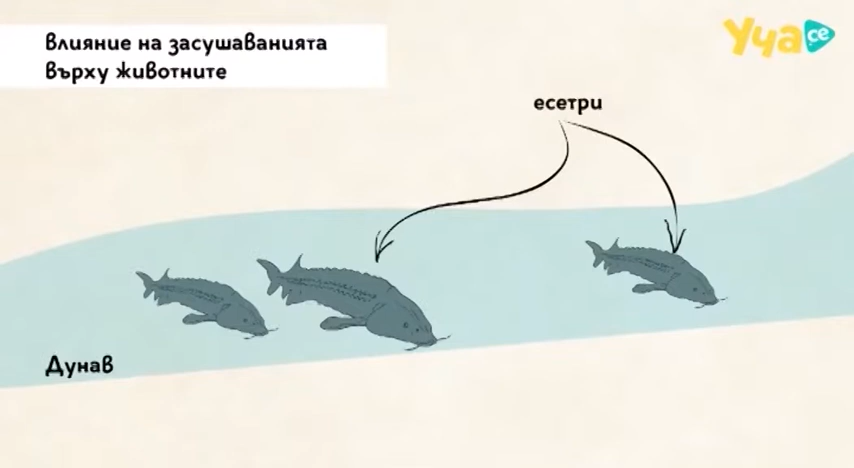 влияние на засушаванията
върху животните
Уча се
есетри
Дунав